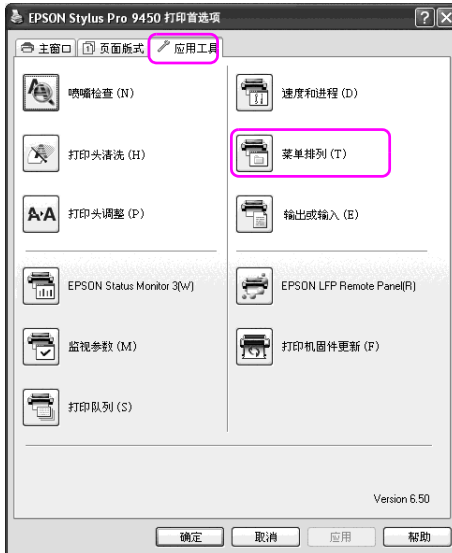 EPSON Stylus Pro 9450 打印首选项
主窗口 页面版式 应用工具
喷嘴检查 (N)
速度和进程 (D)
打印头清洗 (H)
菜单排列 (T)
打印头调整 (P)
输出或输入 (E)
EPSON Status Monitor 3(W)
EPSON LFP Remote Panel(R)
监视参数 (M)
打印机固件更新 (F)
打印队列 (S)
Version 6.50
确定 取消 应用 帮助